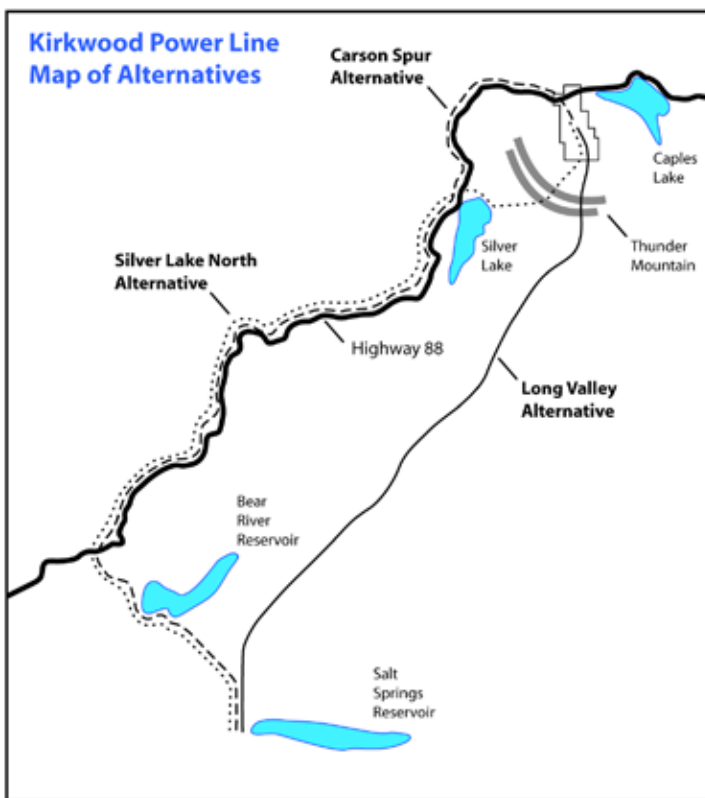 Kirkwood Power Line
Map of Alternatives
Carson Spur
Alternative
Caples
Lake
Silver
Lake
Thunder
Mountain
Silver Lake North
Alternative
Highway 88
Long Valley
Alternative
Bear
River
Reservoir
Salt
Springs
Reservoir